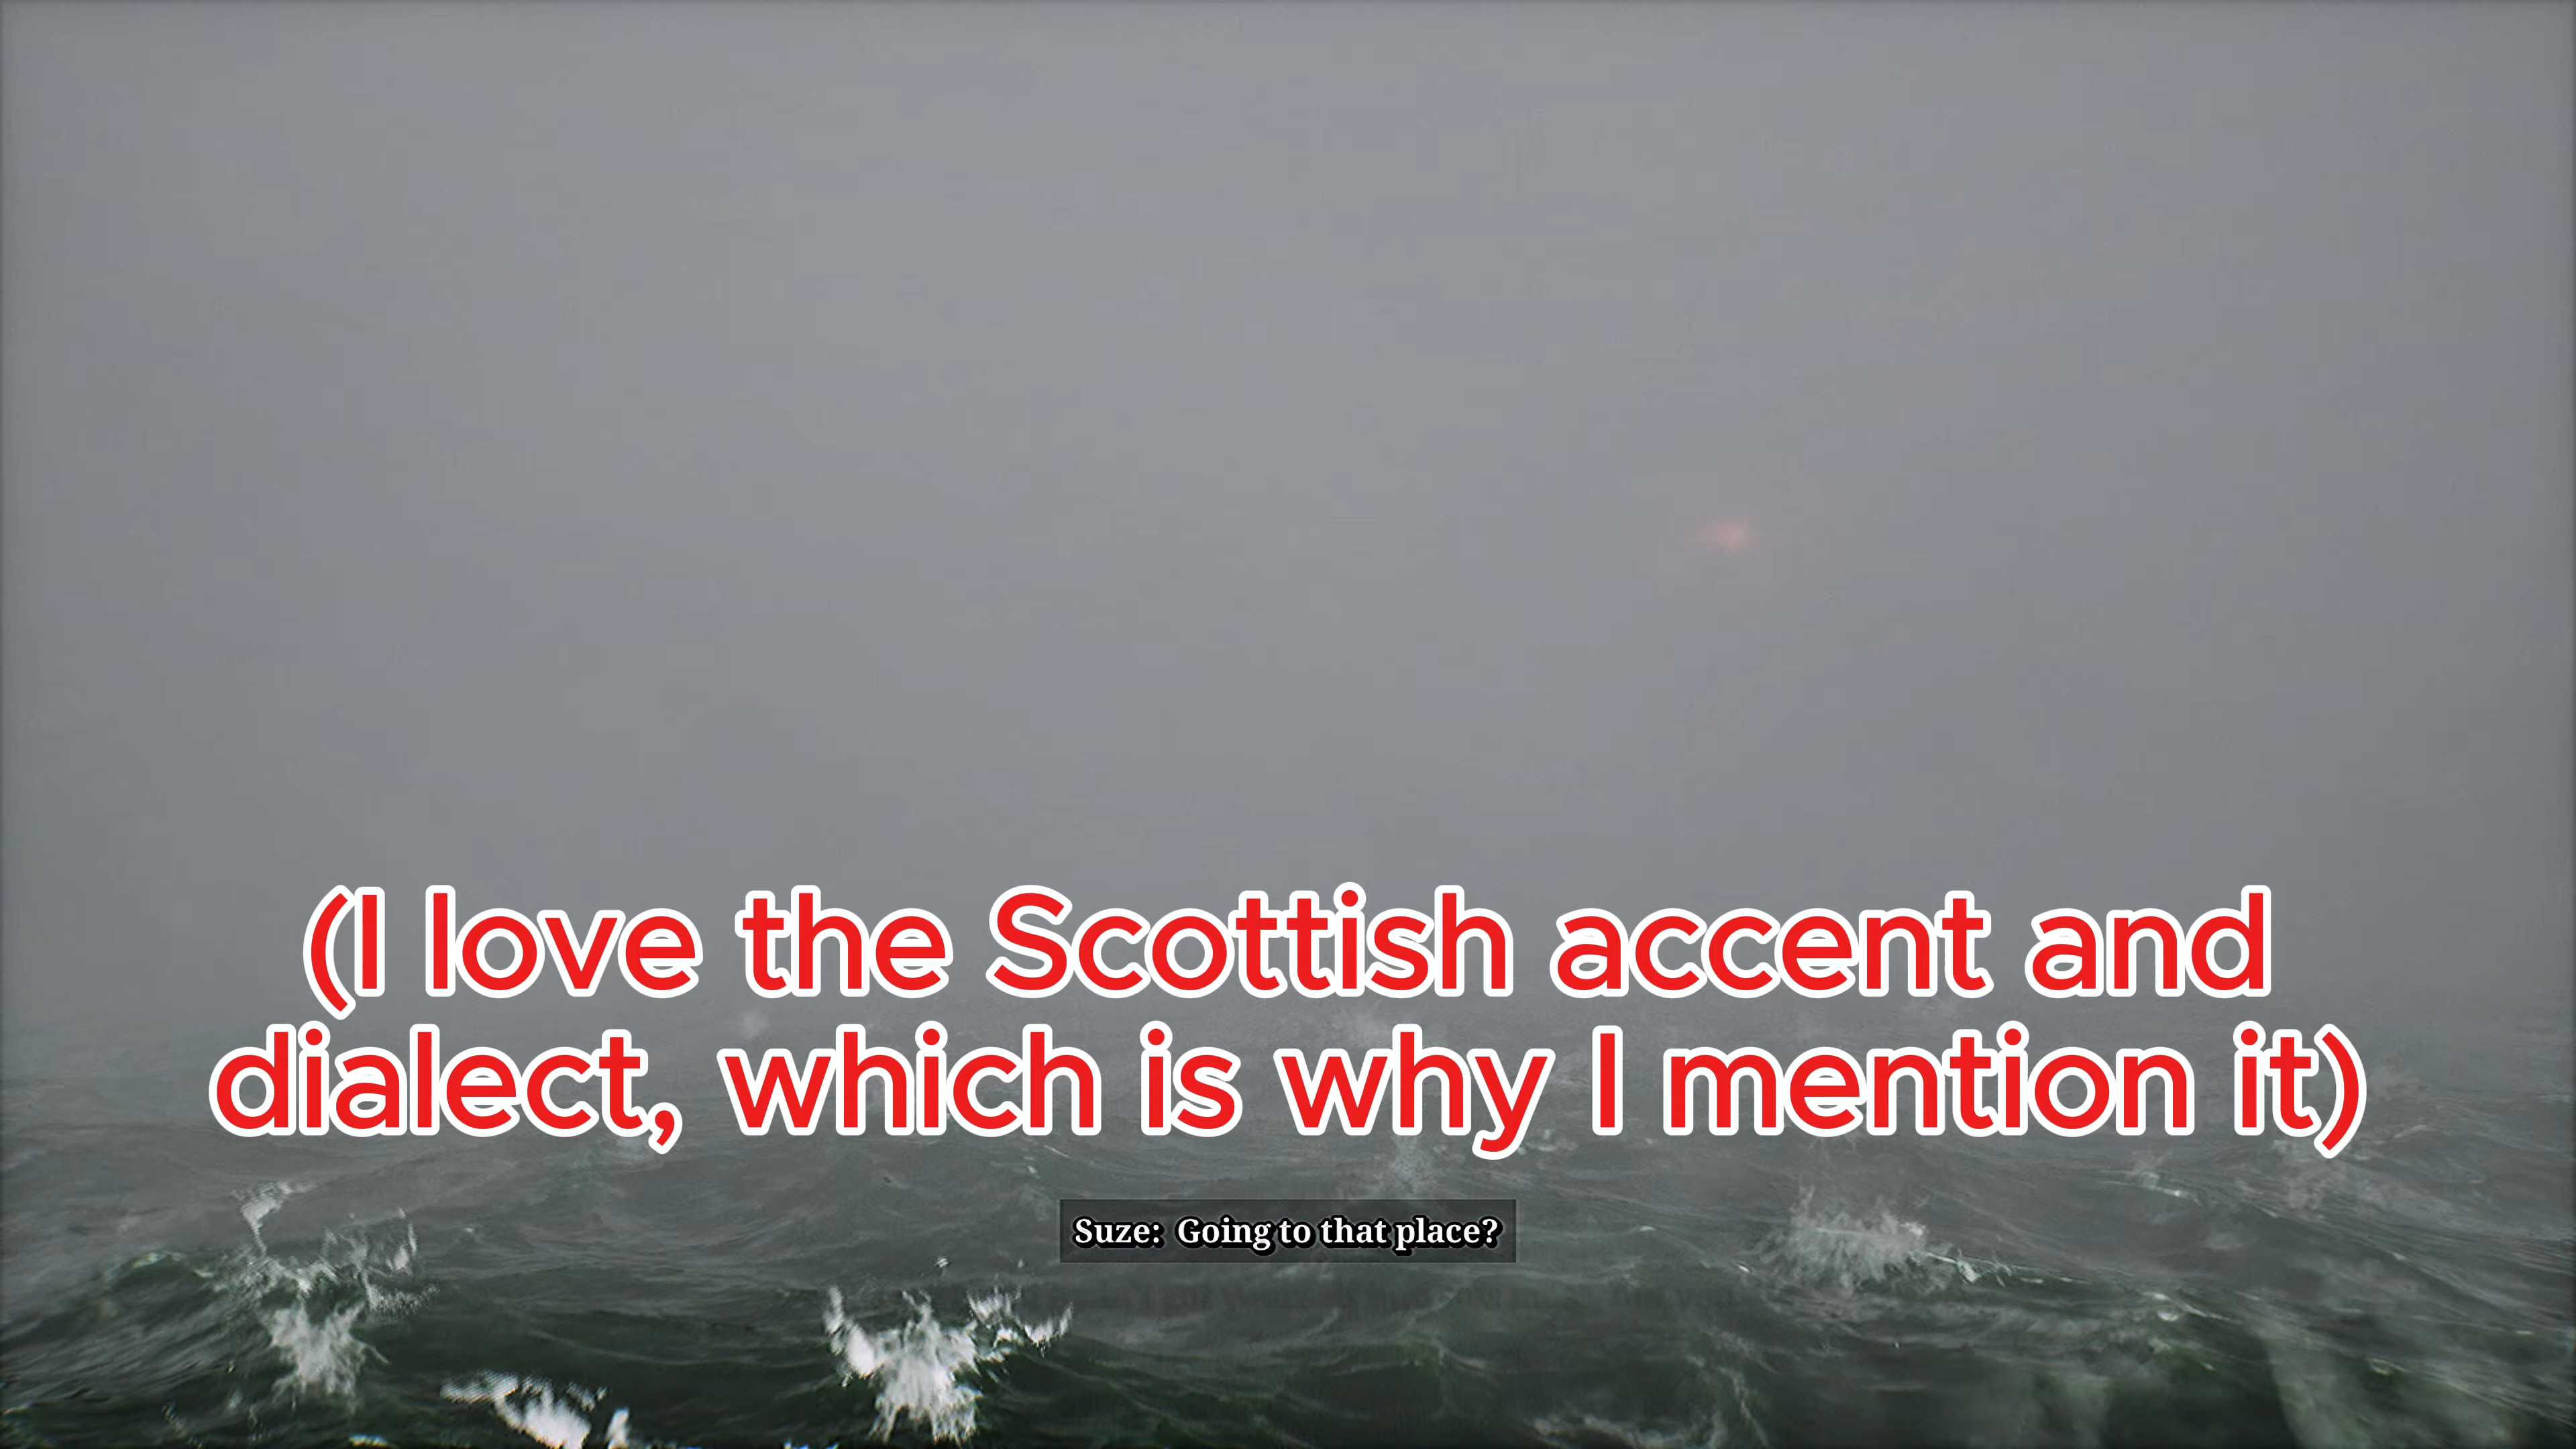 (I love the Scottish accent and
dialect, which is why I mention it)
Suze: Going to that place?